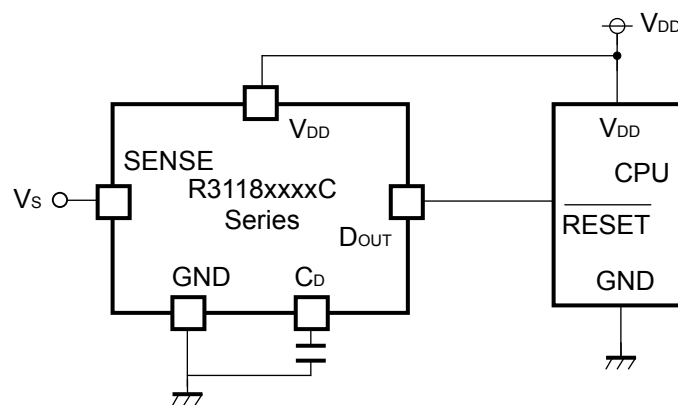 VDD
VDD
VDD
SENSE
CPU
R3118xxxxC
VS
Series
RESET
DOUT
GND
CD
GND